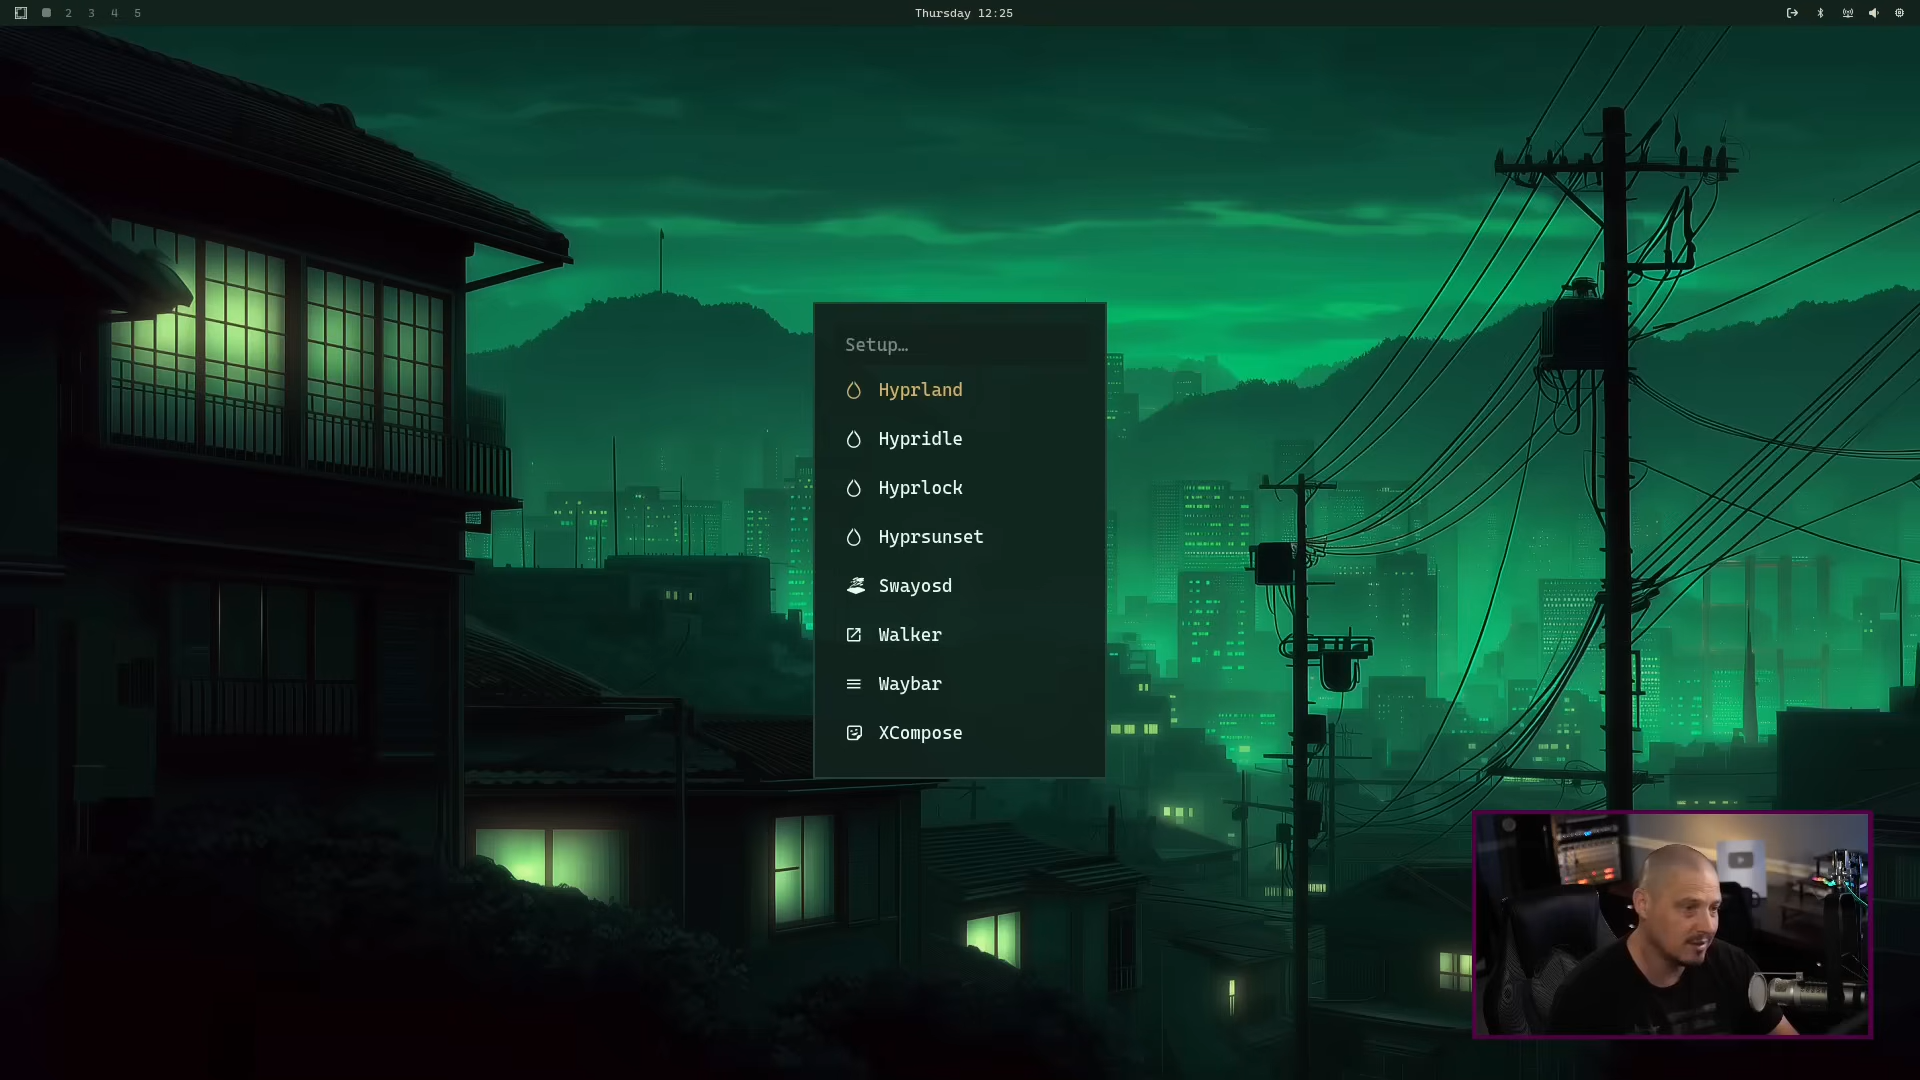 2 3 4 5
Thursday 12:25
Setup…
Hyprland
Hypridle
Hyprlock
Hyprsunset
Swayosd
Walker
Waybar
XCompose